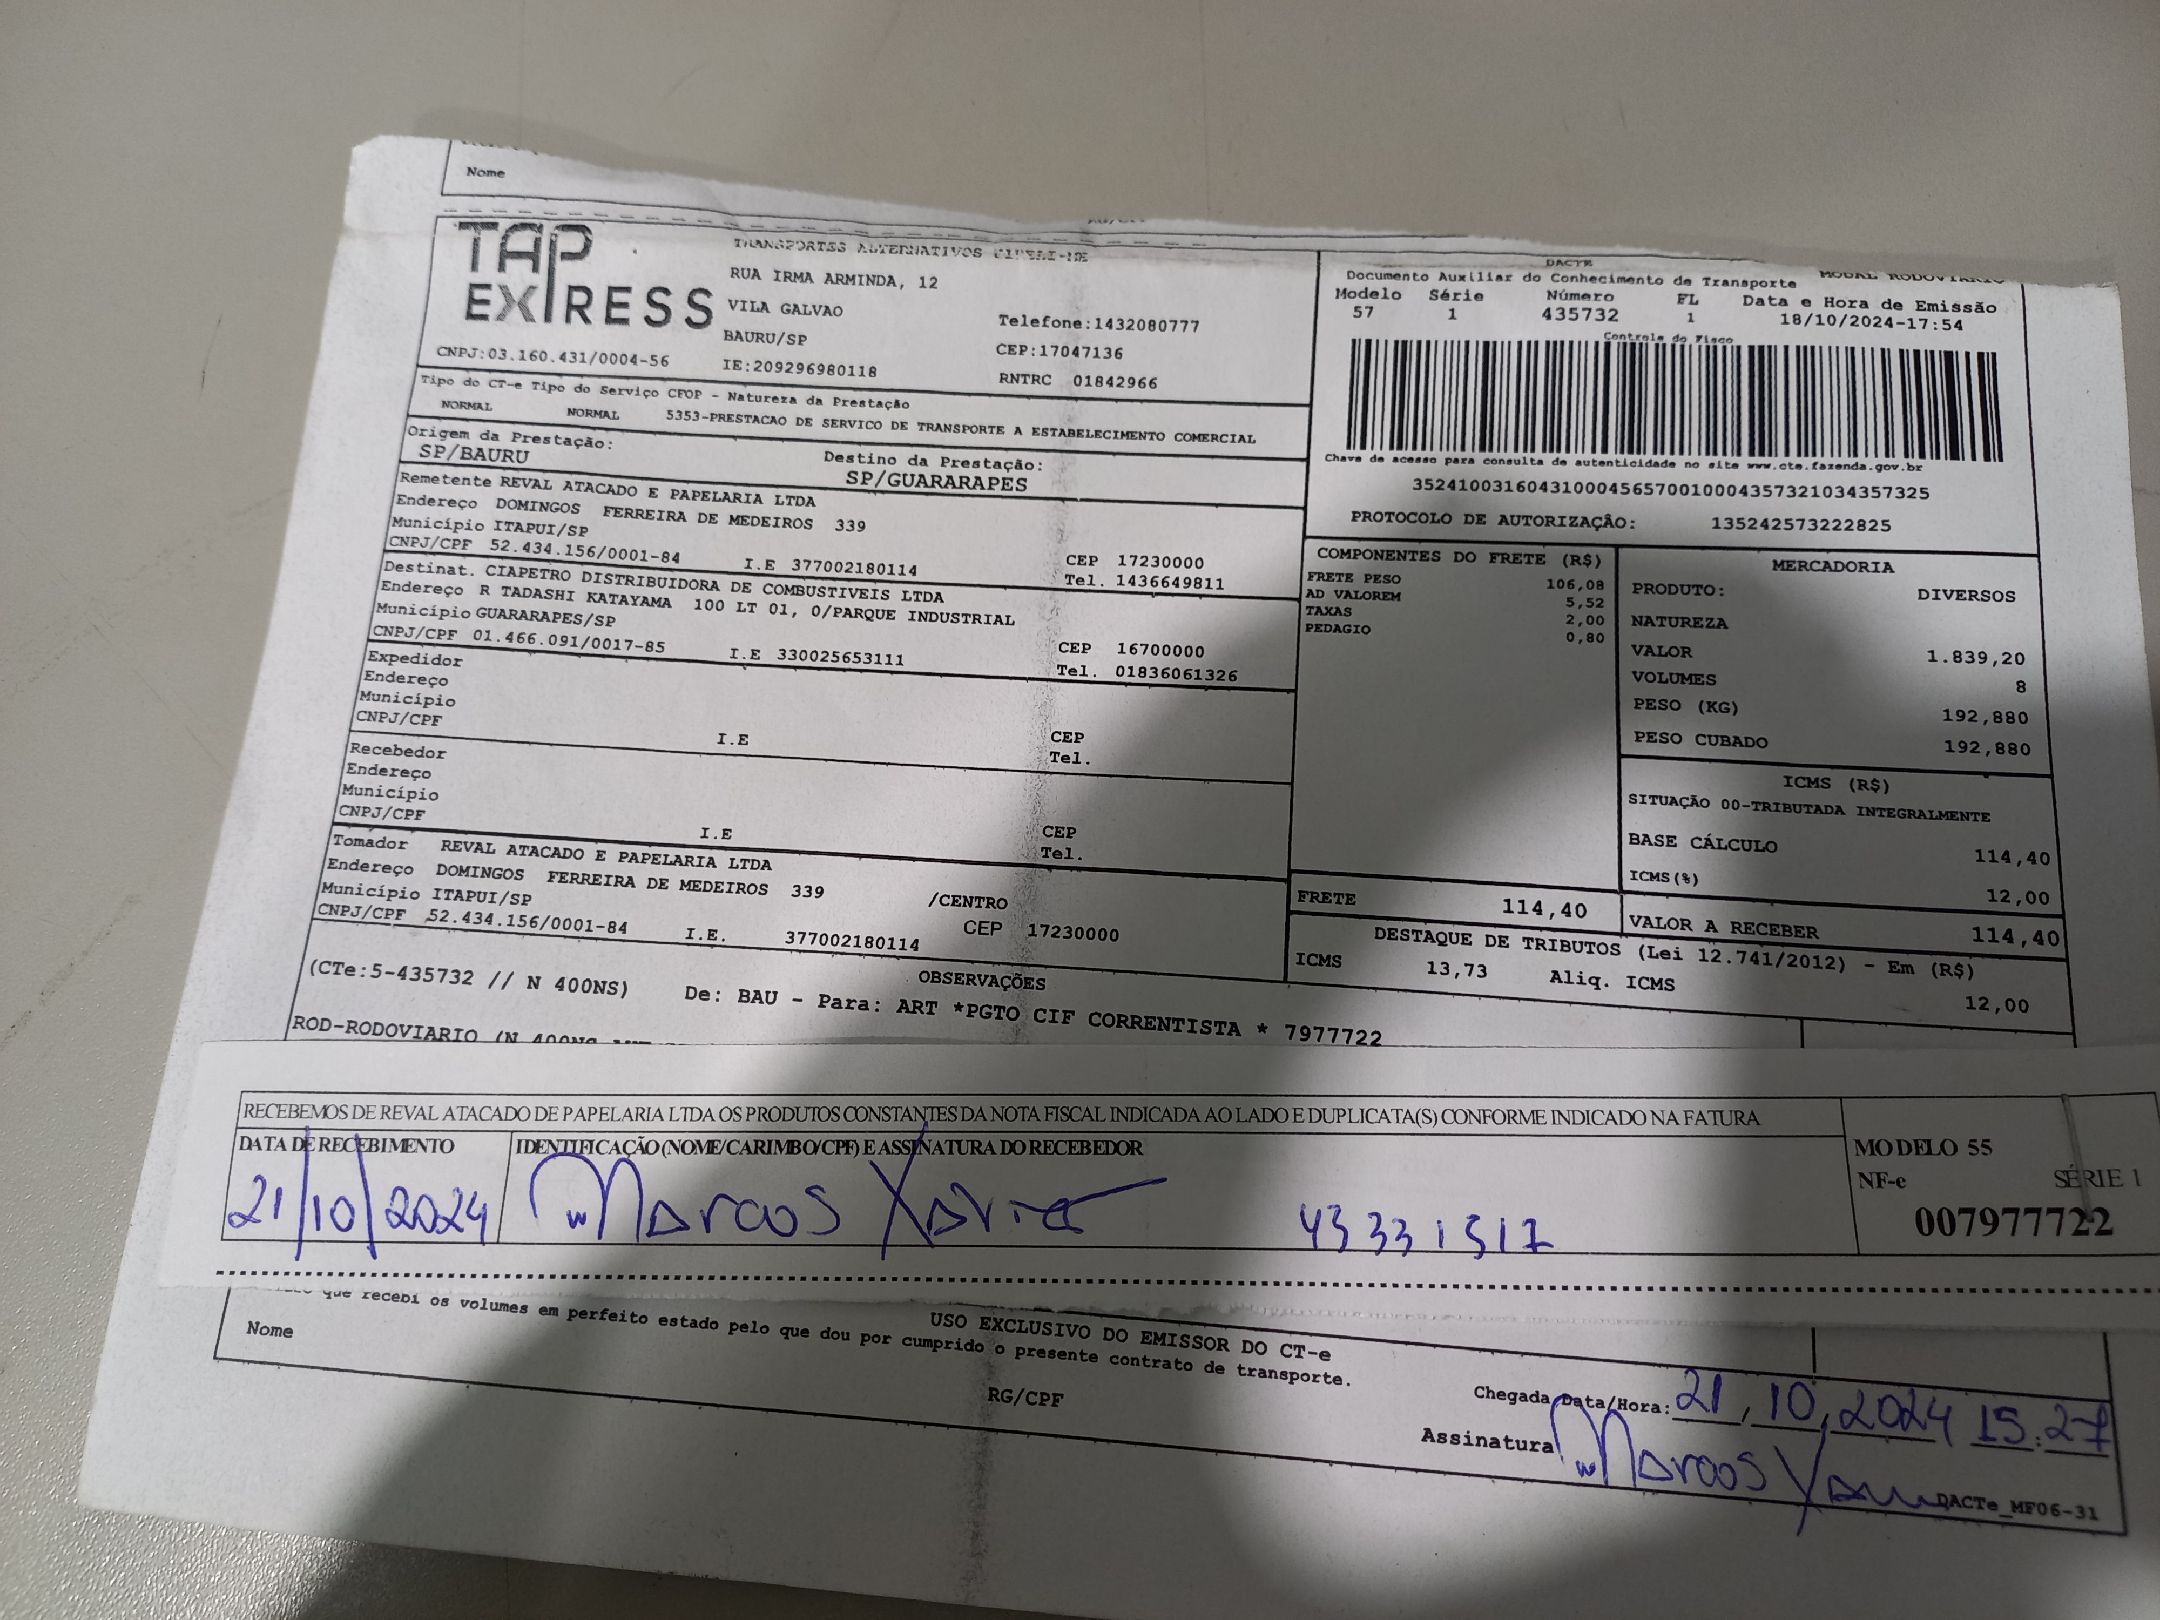 Nome
TAP EXPRESS
TRANSPORTES ALTERNATIVOS EIRELI-ME
RUA IRMA ARMINDA, 12
VILA GALVAO
Telefone:1432080777
BAURU/SP
CEP:17047136
CNPJ:03.160.431/0004-56
IE:209296980118
RNTRC 01842966
DACTE
MODAL RODOVIARIO
Documento Auxiliar do Conhecimento de Transporte
Modelo Série Número FL Data e Hora de Emissão
57 1 435732 1 18/10/2024-17:54
Controle do Fisco
Chave de acesso para consulta de autenticidade no site www.cte.fazenda.gov.br
35241003160431000456570010004357321034357325
PROTOCOLO DE AUTORIZAÇÃO: 135242573222825
Tipo do CT-e Tipo do Serviço CFOP - Natureza da Prestação
NORMAL NORMAL 5353-PRESTACAO DE SERVICO DE TRANSPORTE A ESTABELECIMENTO COMERCIAL
Origem da Prestação: Destino da Prestação:
SP/BAURU SP/GUARARAPES
Remetente REVAL ATACADO E PAPELARIA LTDA
Endereço DOMINGOS FERREIRA DE MEDEIROS 339
Município ITAPUI/SP CEP 17230000
CNPJ/CPF 52.434.156/0001-84 I.E 377002180114 Tel. 1436649811
Destinat. CIAPETRO DISTRIBUIDORA DE COMBUSTIVEIS LTDA
Endereço R TADASHI KATAYAMA 100 LT 01, 0/PARQUE INDUSTRIAL
Município GUARARAPES/SP CEP 16700000
CNPJ/CPF 01.466.091/0017-85 I.E 330025653111 Tel. 01836061326
Expedidor
Endereço
Município CEP
CNPJ/CPF I.E Tel.
Recebedor
Endereço
Município CEP
CNPJ/CPF I.E Tel.
Tomador REVAL ATACADO E PAPELARIA LTDA
Endereço DOMINGOS FERREIRA DE MEDEIROS 339 /CENTRO
Município ITAPUI/SP CEP 17230000
CNPJ/CPF 52.434.156/0001-84 I.E. 377002180114
COMPONENTES DO FRETE (R$)
FRETE PESO 106,08
AD VALOREM 5,52
TAXAS 2,00
PEDAGIO 0,80
MERCADORIA
PRODUTO: DIVERSOS
NATUREZA
VALOR 1.839,20
VOLUMES 8
PESO (KG) 192,880
PESO CUBADO 192,880
ICMS (R$)
SITUAÇÃO 00-TRIBUTADA INTEGRALMENTE
BASE CÁLCULO 114,40
ICMS(%) 12,00
FRETE 114,40
VALOR A RECEBER 114,40
DESTAQUE DE TRIBUTOS (Lei 12.741/2012) - Em (R$)
ICMS 13,73 Aliq. ICMS 12,00
OBSERVAÇÕES
(CTe:5-435732 // N 400NS) De: BAU - Para: ART *PGTO CIF CORRENTISTA * 7977722
ROD-RODOVIARIO (N 400NS
RECEBEMOS DE REVAL ATACADO DE PAPELARIA LTDA OS PRODUTOS CONSTANTES DA NOTA FISCAL INDICADA AO LADO E DUPLICATA(S) CONFORME INDICADO NA FATURA
DATA DE RECEBIMENTO IDENTIFICAÇÃO (NOME/CARIMBO/CPF) E ASSINATURA DO RECEBEDOR
21/10/2024 Marcos Xavier 43331517
MODELO 55
NF-e SÉRIE 1
007977722
que recebi os volumes em perfeito estado pelo que dou por cumprido o presente contrato de transporte.
USO EXCLUSIVO DO EMISSOR DO CT-e
Nome
RG/CPF
Chegada Data/Hora: 21, 10, 2024 15:27
Assinatura Marcos Xavier
DACTe_MF06-31